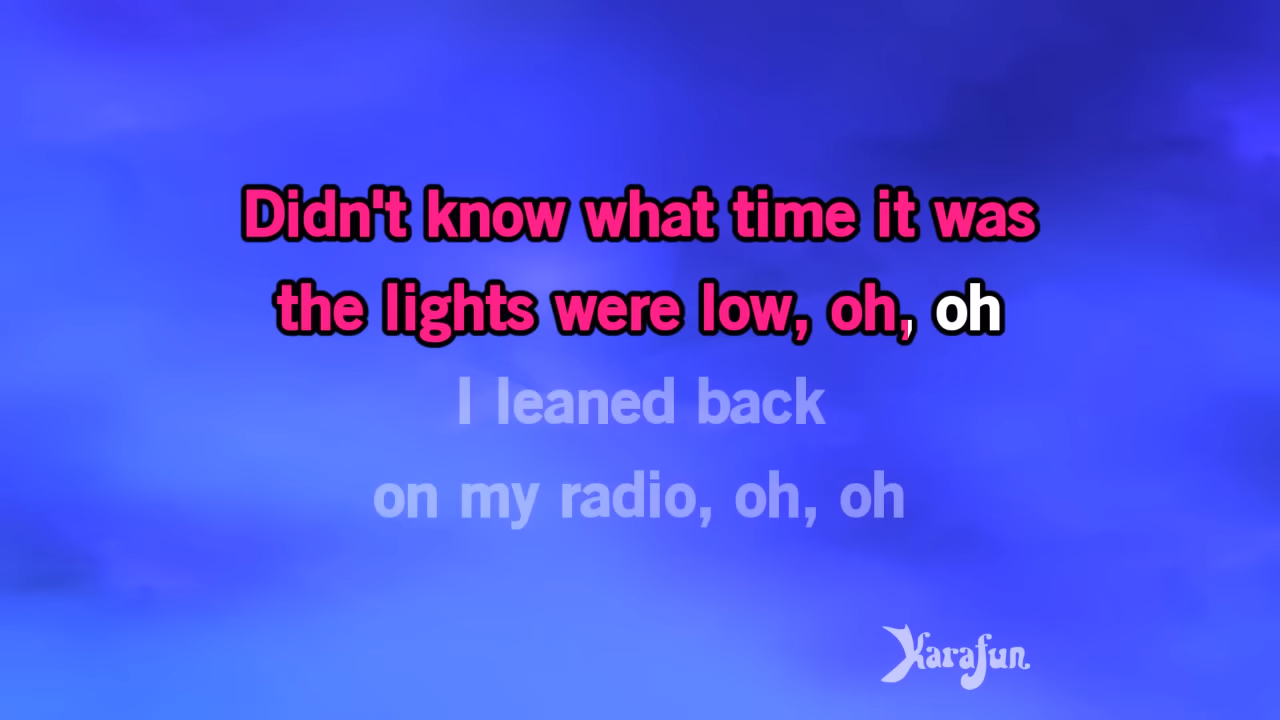 Didn't know what time it was
the lights were low, oh, oh
I leaned back
on my radio, oh, oh
Karafun